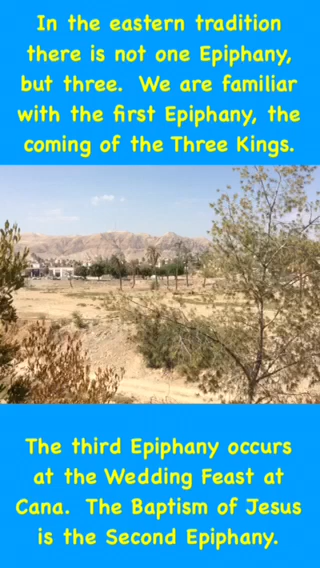 In the eastern tradition
there is not one Epiphany,
but three. We are familiar
with the first Epiphany, the
coming of the Three Kings.
The third Epiphany occurs
at the Wedding Feast at
Cana. The Baptism of Jesus
is the Second Epiphany.